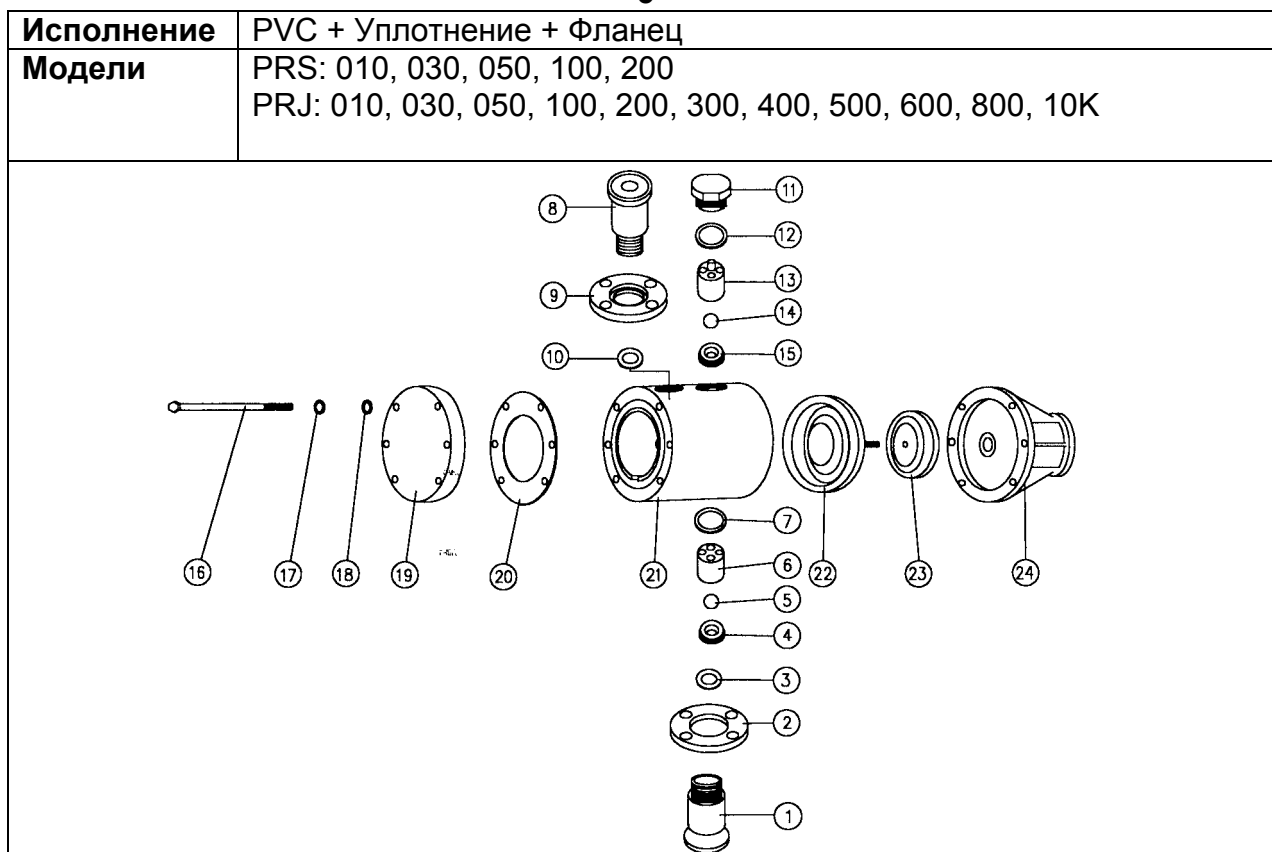 Исполнение PVC + Уплотнение + Фланец
Модели PRS: 010, 030, 050, 100, 200
PRJ: 010, 030, 050, 100, 200, 300, 400, 500, 600, 800, 10K
8 11
12
9 13
14
10 15
7
16 17 18 19 20 21 6 22 23 24
5
4
3
2
1